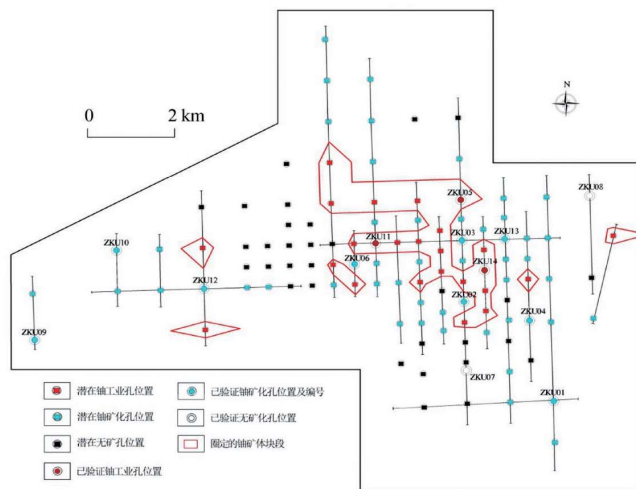 N
0 2 km
ZKU05
ZKU08
ZKU10
ZKU11
ZKU03
ZKU13
ZKU06
ZKU14
ZKU12
ZKU02
ZKU04
ZKU09
ZKU07
ZKU01
潜在铀工业孔位置
已验证铀矿化孔位置及编号
潜在铀矿化孔位置
已验证无矿化孔位置
潜在无矿孔位置
圈定的铀矿体块段
已验证铀工业孔位置